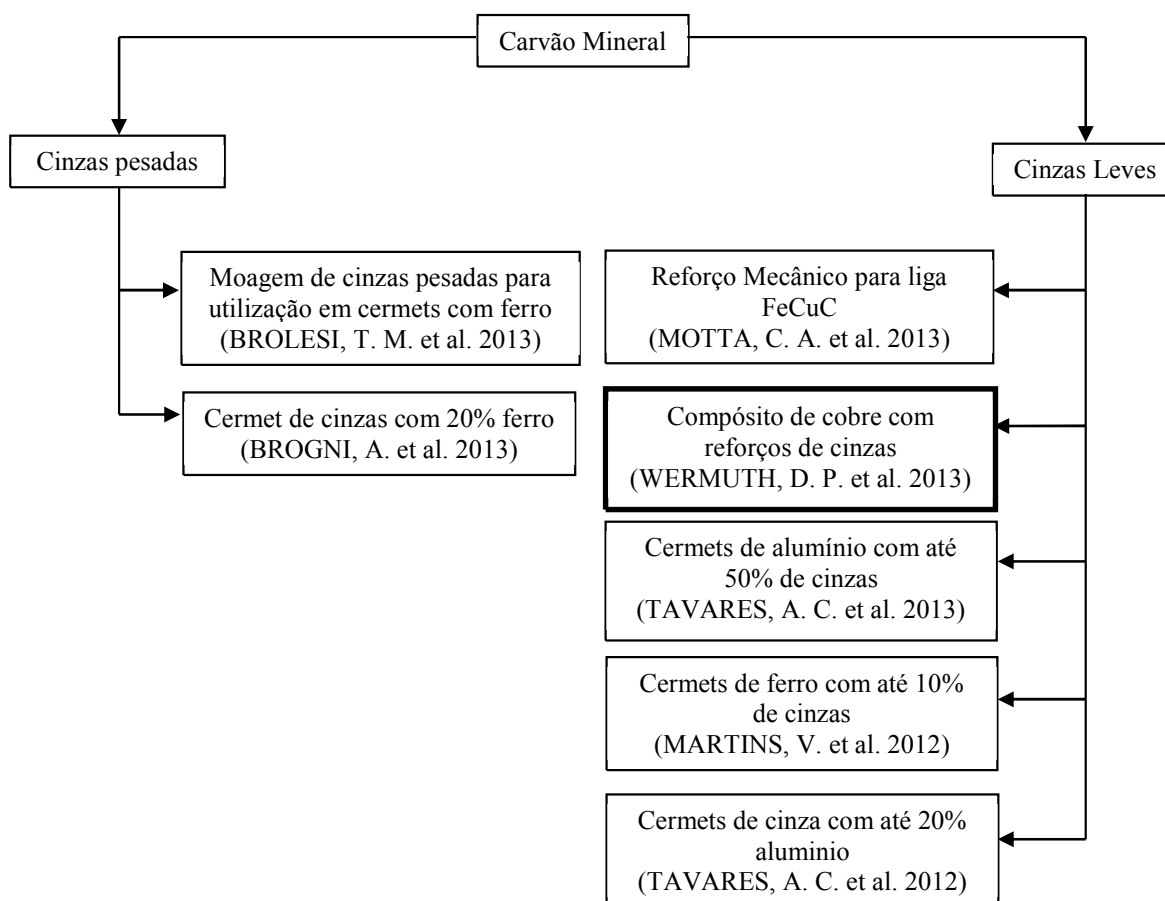 Carvão Mineral
Cinzas pesadas
Cinzas Leves
Moagem de cinzas pesadas para
utilização em cermets com ferro
(BROLESI, T. M. et al. 2013)
Cermet de cinzas com 20% ferro
(BROGNI, A. et al. 2013)
Reforço Mecânico para liga
FeCuC
(MOTTA, C. A. et al. 2013)
Compósito de cobre com
reforços de cinzas
(WERMUTH, D. P. et al. 2013)
Cermets de alumínio com até
50% de cinzas
(TAVARES, A. C. et al. 2013)
Cermets de ferro com até 10%
de cinzas
(MARTINS, V. et al. 2012)
Cermets de cinza com até 20%
aluminio
(TAVARES, A. C. et al. 2012)